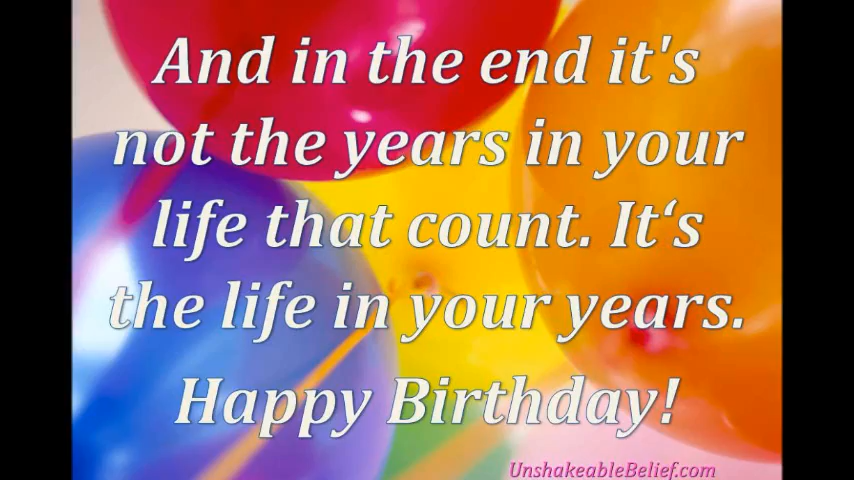 And in the end it's
not the years in your
life that count. It‘s
the life in your years.
Happy Birthday!
UnshakeableBelief.com